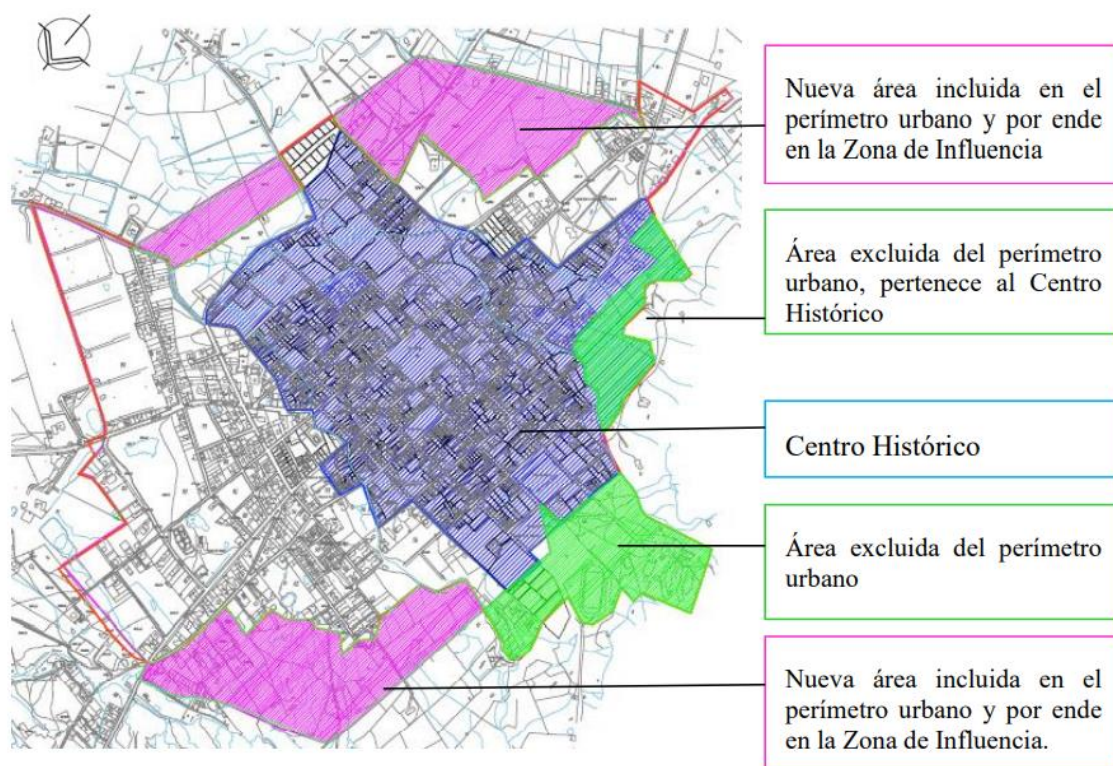 Nueva área incluida en el
perímetro urbano y por ende
en la Zona de Influencia
Área excluida del perímetro
urbano, pertenece al Centro
Histórico
Centro Histórico
Área excluida del perímetro
urbano
Nueva área incluida en el
perímetro urbano y por ende
en la Zona de Influencia.